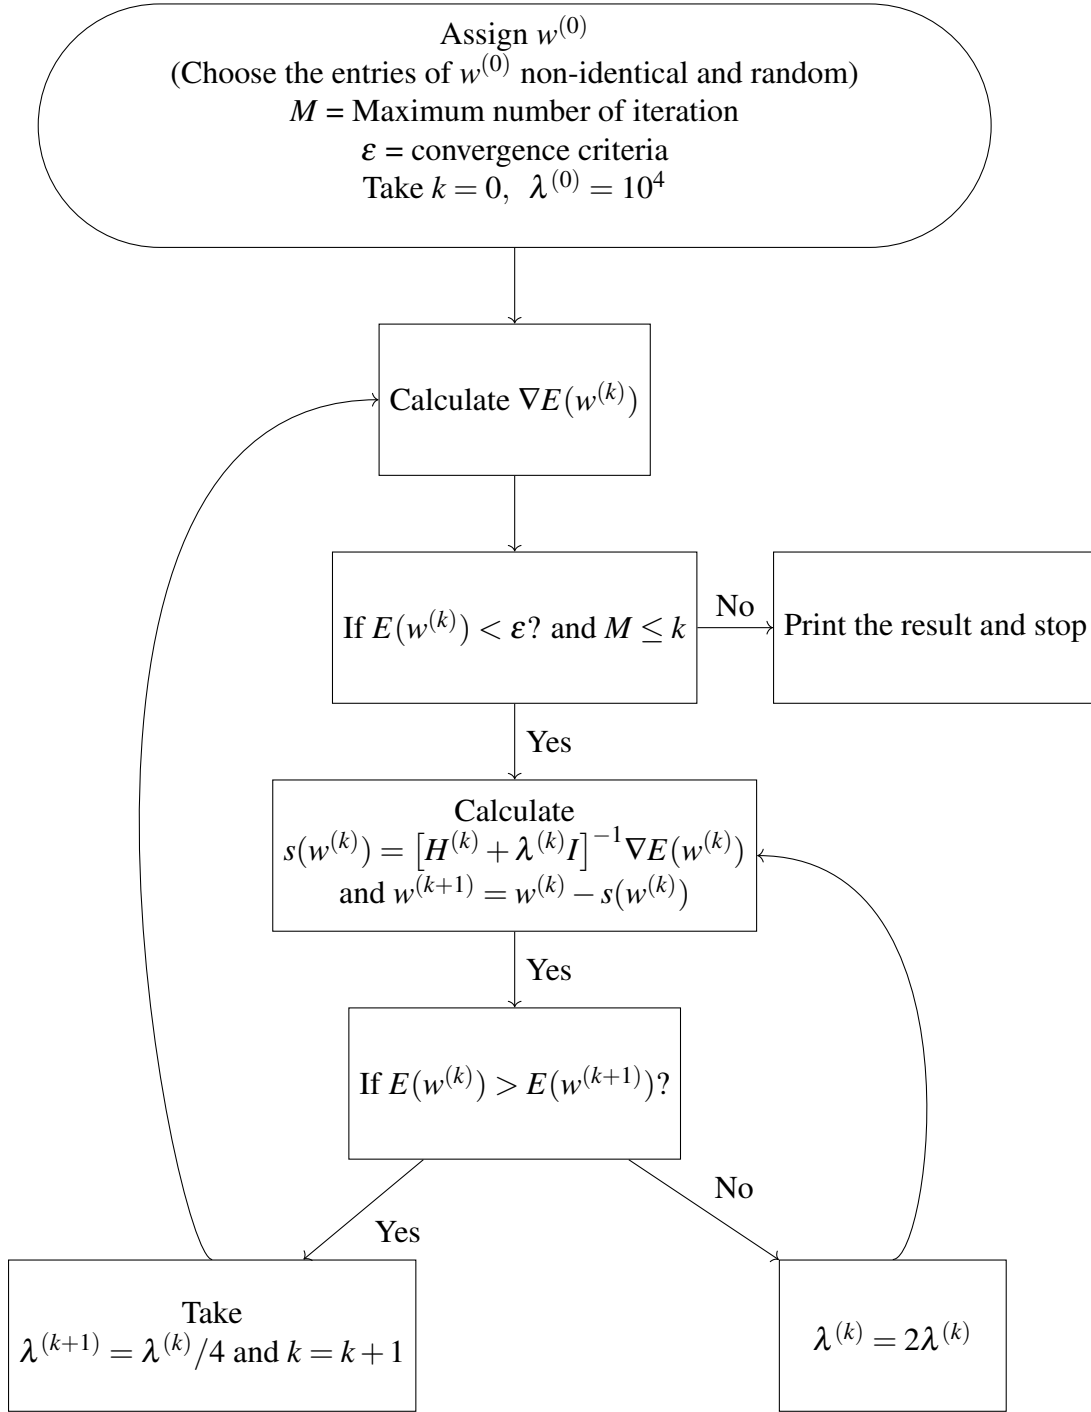 Assign w^{(0)}
(Choose the entries of w^{(0)} non-identical and random)
M = Maximum number of iteration
ε = convergence criteria
Take k = 0, λ^{(0)} = 10^4
Calculate ∇E(w^{(k)})
If E(w^{(k)}) < ε? and M ≤ k
No
Print the result and stop
Yes
Calculate
s(w^{(k)}) = [H^{(k)} + λ^{(k)}I]^{-1} ∇E(w^{(k)})
and w^{(k+1)} = w^{(k)} − s(w^{(k)})
Yes
If E(w^{(k)}) > E(w^{(k+1)})?
Yes
No
Take
λ^{(k+1)} = λ^{(k)}/4 and k = k + 1
λ^{(k)} = 2λ^{(k)}